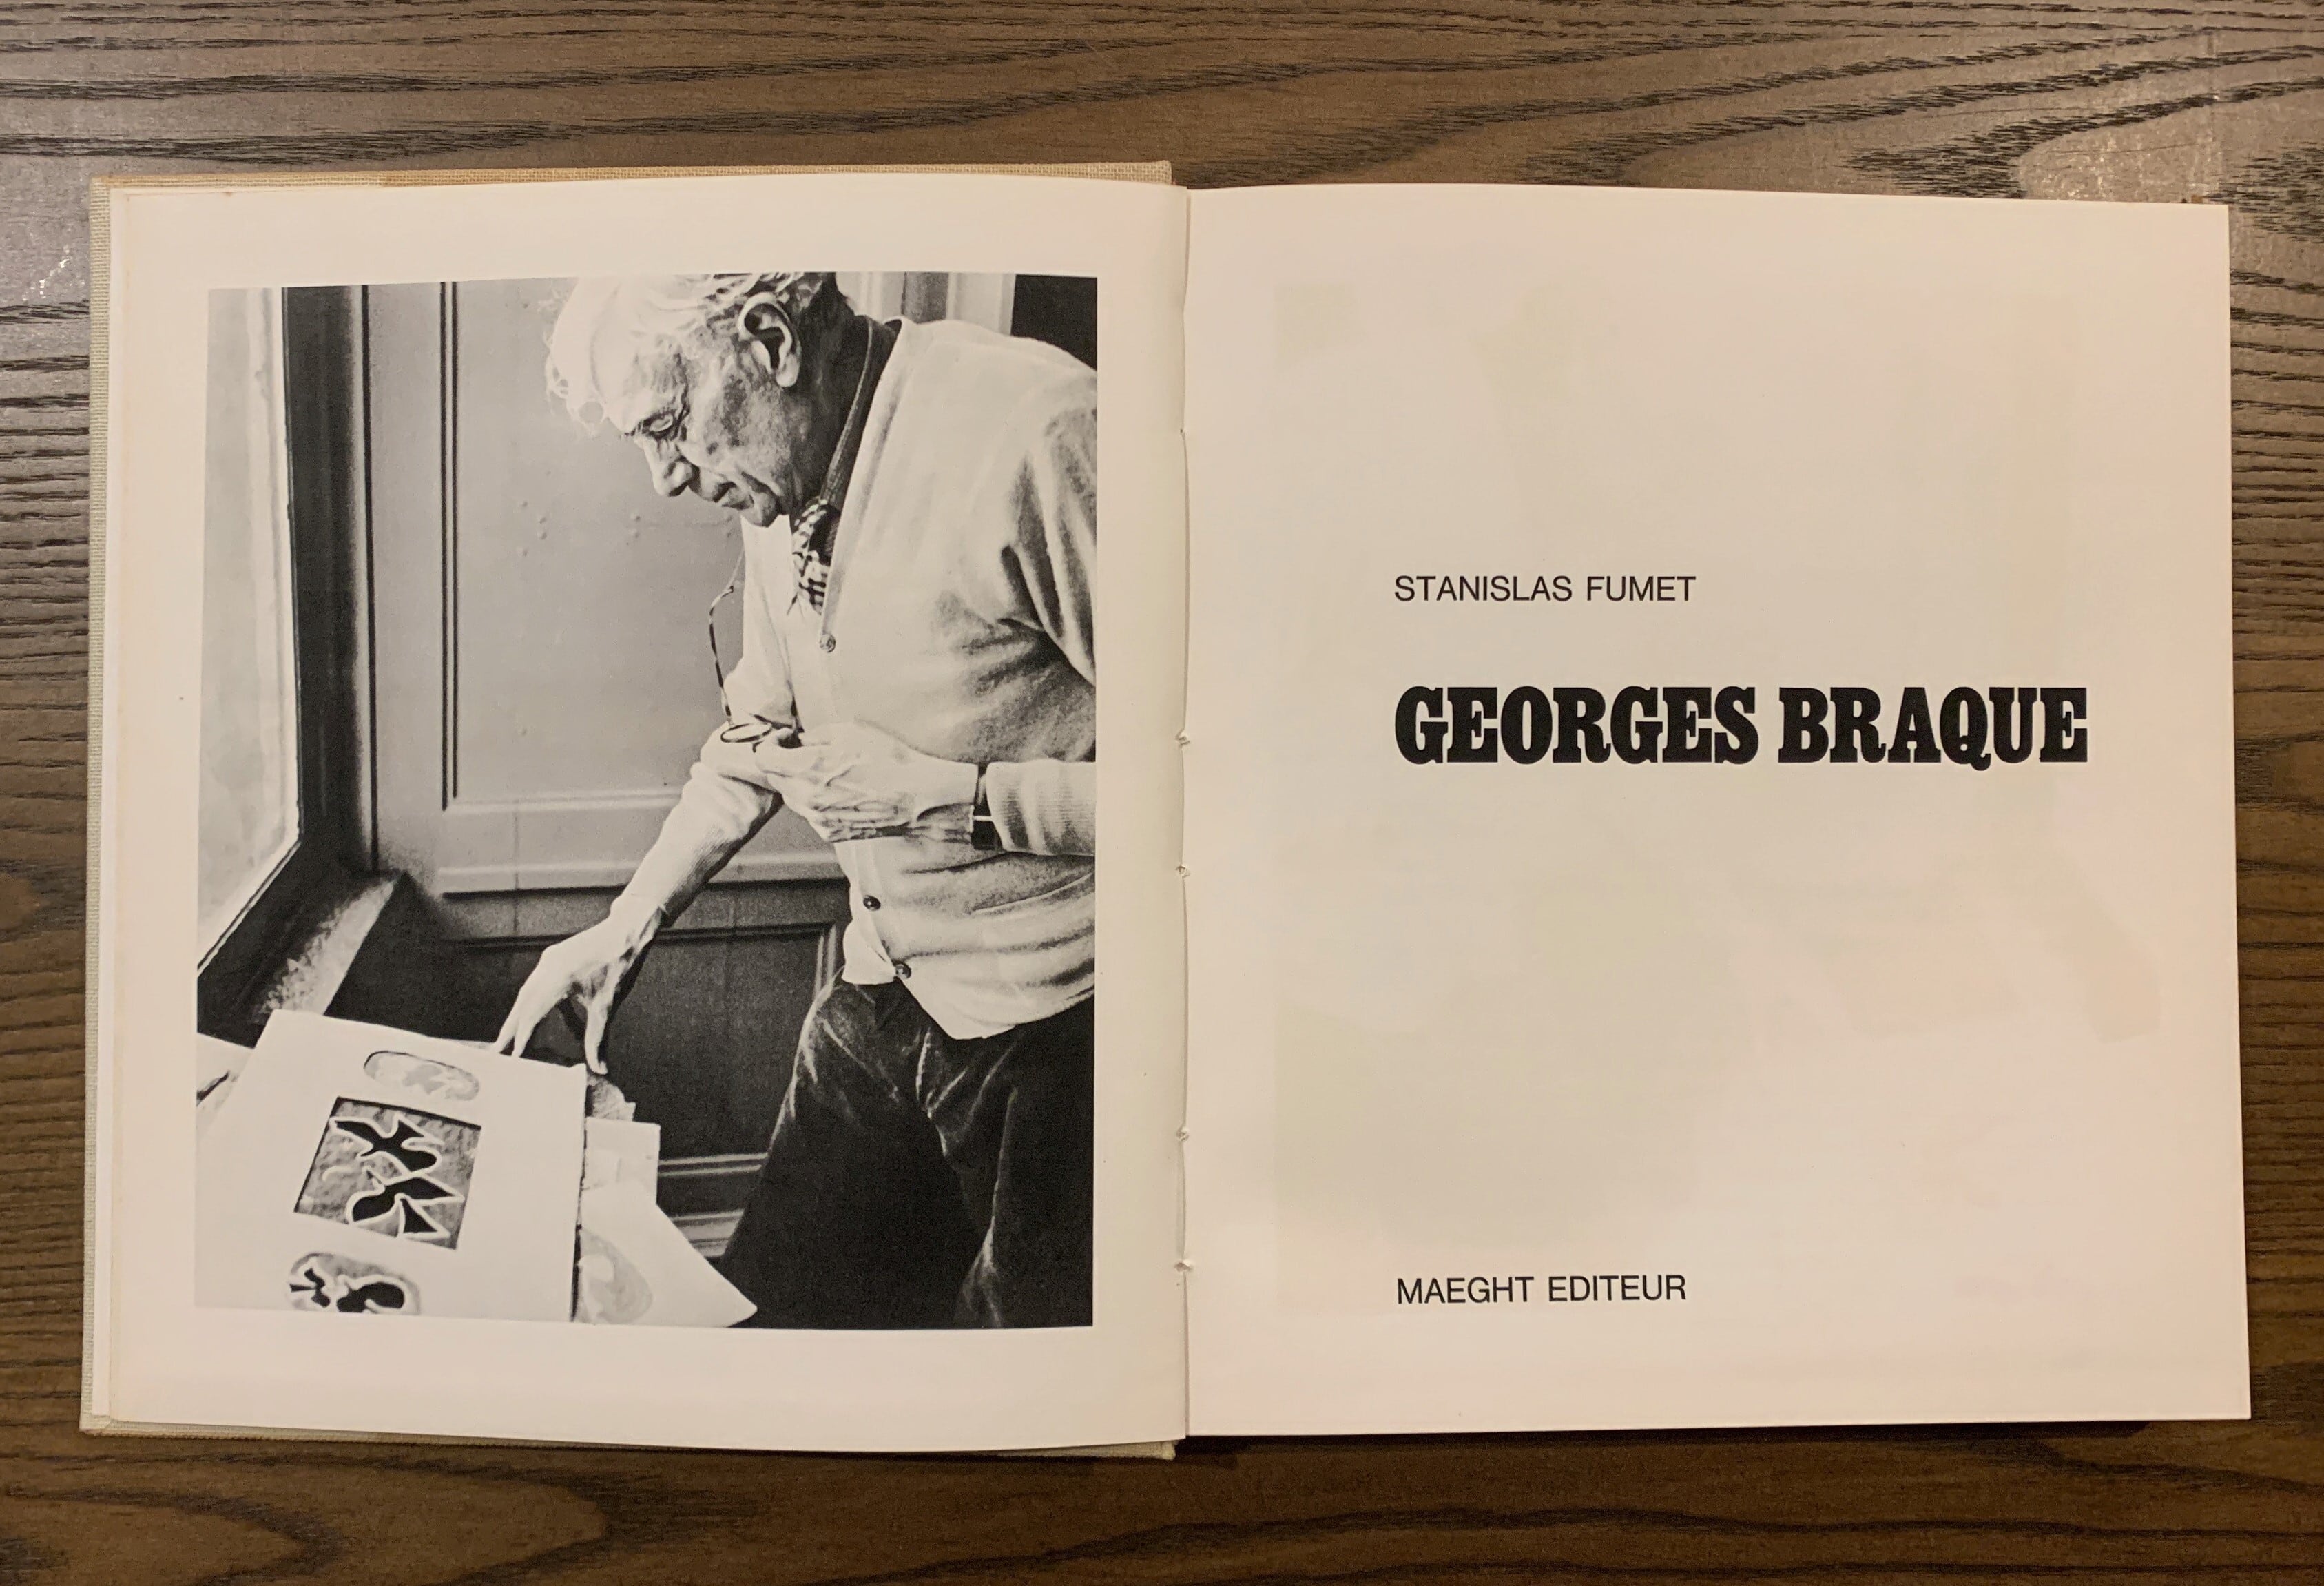 STANISLAS FUMET
GEORGES BRAQUE
MAEGHT EDITEUR